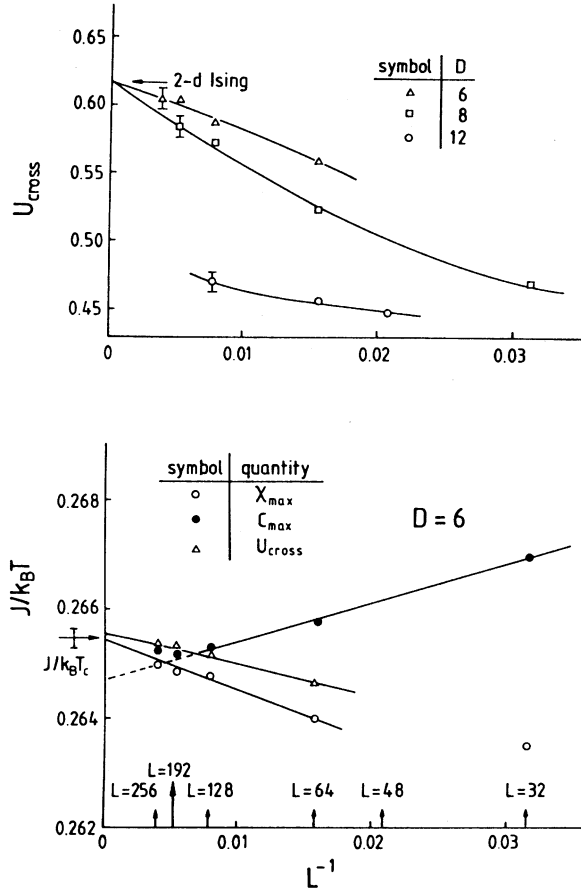 0.65
0.60
0.55
0.50
0.45
0
U_cross
2-d Ising
symbol D
△ 6
□ 8
○ 12
0 0.01 0.02 0.03
symbol quantity
○ χ_max
● C_max
△ U_cross
D = 6
0.268
0.266
0.264
0.262
J/k_BT
J/k_BT_c
L=256
L=192
L=128
L=64
L=48
L=32
0 0.01 0.02 0.03
L⁻¹